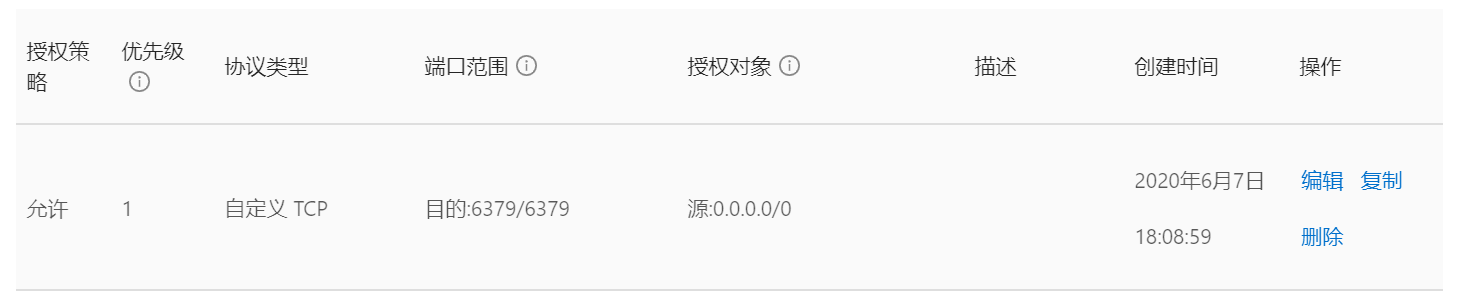 授权策略 优先级 协议类型 端口范围 授权对象 描述 创建时间 操作
允许 1 自定义 TCP 目的:6379/6379 源:0.0.0.0/0 2020年6月7日 18:08:59 编辑 复制 删除